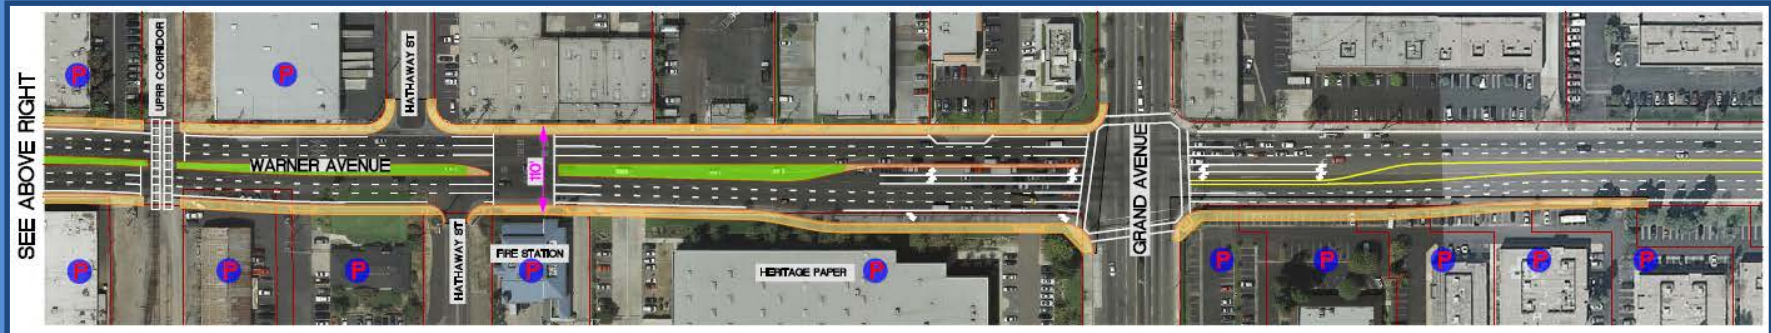 SEE ABOVE RIGHT
P
UPRR CORRIDOR
P
HATHAWAY ST
WARNER AVENUE
110'
GRAND AVENUE
P
P
P
HATHAWAY ST
FIRE STATION
P
HERITAGE PAPER
P
P
P
P
P
P